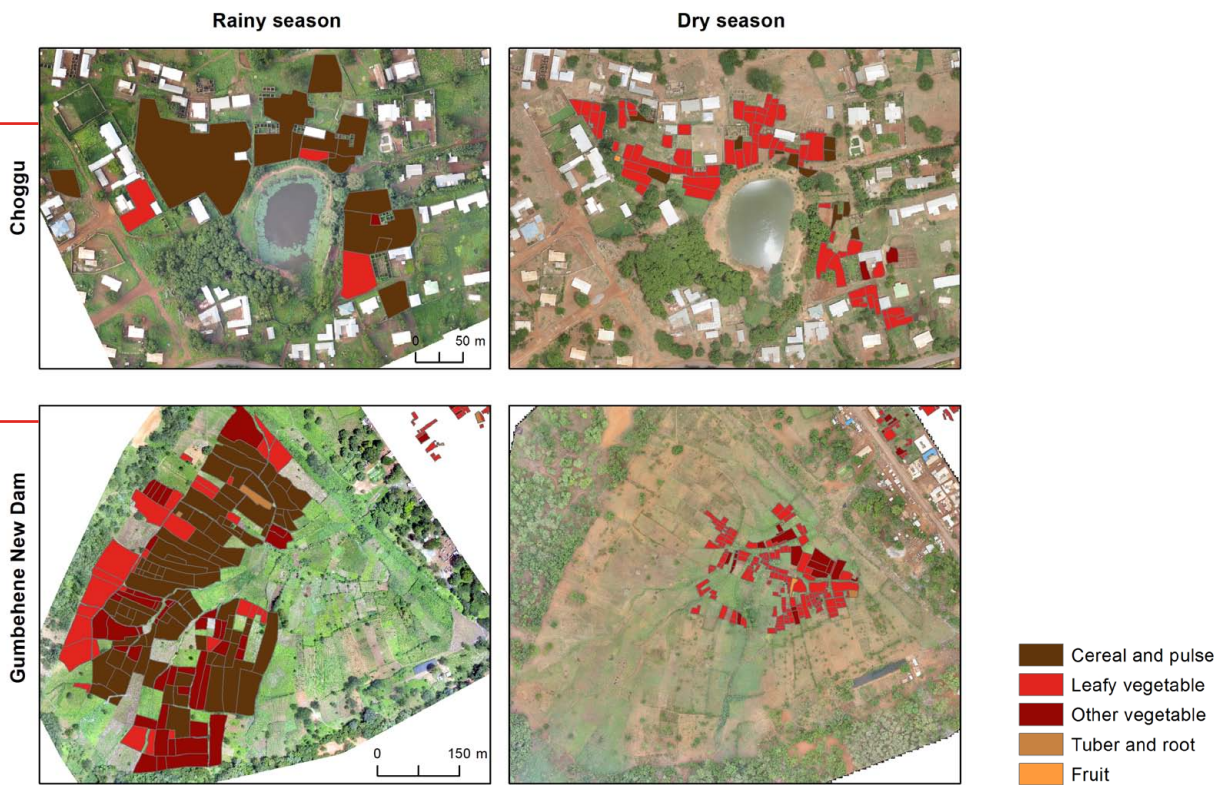 Rainy season
Dry season
Choggu
0 50 m
Gumbehene New Dam
0 150 m
Cereal and pulse
Leafy vegetable
Other vegetable
Tuber and root
Fruit